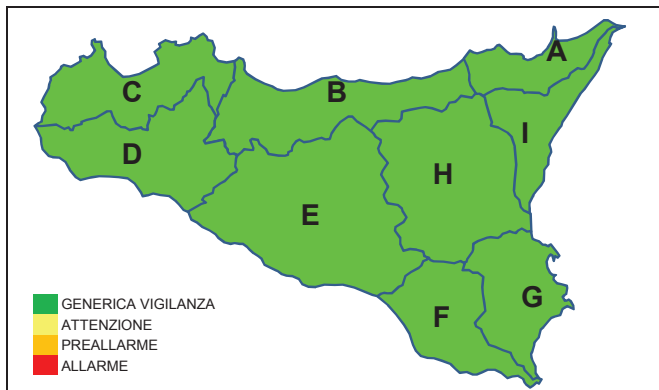 A
B
C
I
D
H
E
G
F
GENERICA VIGILANZA
ATTENZIONE
PREALLARME
ALLARME